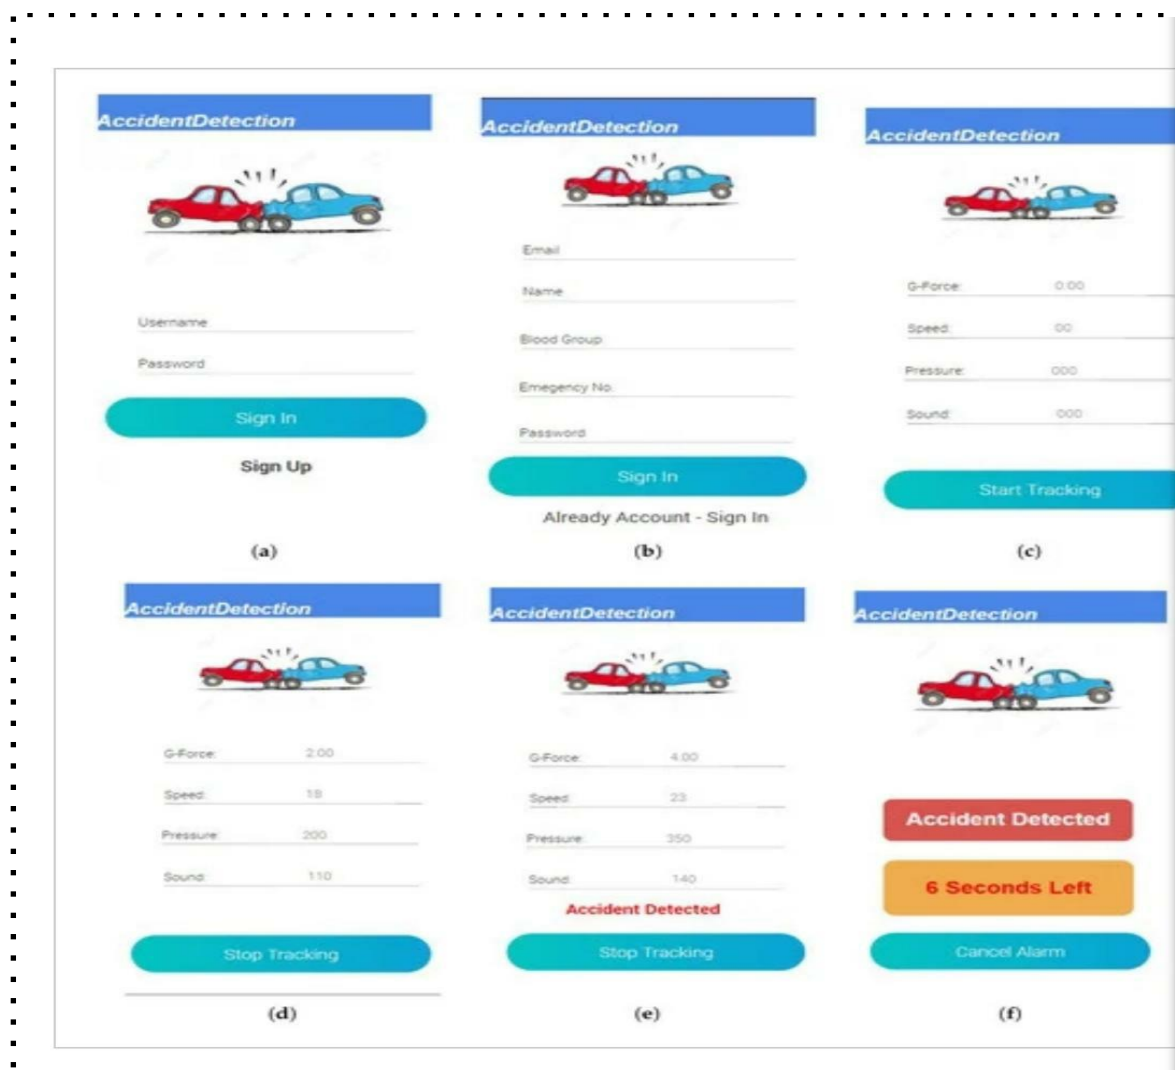 AccidentDetection
Username
Password
Sign In
Sign Up
(a)
AccidentDetection
Email
Name
Blood Group
Emegency No.
Password
Sign In
Already Account - Sign In
(b)
AccidentDetection
G-Force: 0.00
Speed: 00
Pressure: 000
Sound: 000
Start Tracking
(c)
AccidentDetection
G-Force: 2.00
Speed: 18
Pressure: 200
Sound: 110
Stop Tracking
(d)
AccidentDetection
G-Force: 4.00
Speed: 23
Pressure: 350
Sound: 140
Accident Detected
Stop Tracking
(e)
AccidentDetection
Accident Detected
6 Seconds Left
Cancel Alarm
(f)